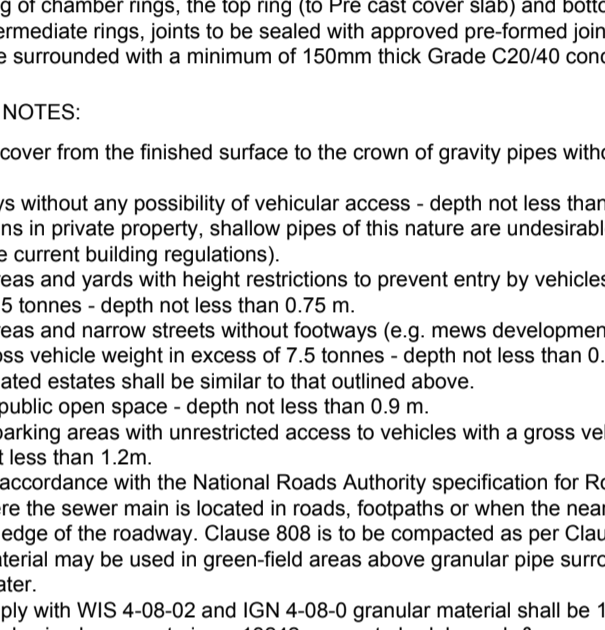 g of chamber rings, the top ring (to Pre cast cover slab) and botto
ermediate rings, joints to be sealed with approved pre-formed join
e surrounded with a minimum of 150mm thick Grade C20/40 conc
NOTES:
cover from the finished surface to the crown of gravity pipes witho
ys without any possibility of vehicular access - depth not less than
ns in private property, shallow pipes of this nature are undesirabl
e current building regulations).
eas and yards with height restrictions to prevent entry by vehicles
5 tonnes - depth not less than 0.75 m.
eas and narrow streets without footways (e.g. mews developmen
oss vehicle weight in excess of 7.5 tonnes - depth not less than 0.
ated estates shall be similar to that outlined above.
public open space - depth not less than 0.9 m.
parking areas with unrestricted access to vehicles with a gross veh
t less than 1.2m.
accordance with the National Roads Authority specification for Ro
re the sewer main is located in roads, footpaths or when the near
edge of the roadway. Clause 808 is to be compacted as per Clau
aterial may be used in green-field areas above granular pipe surro
ater.
ply with WIS 4-08-02 and IGN 4-08-0 granular material shall be 1